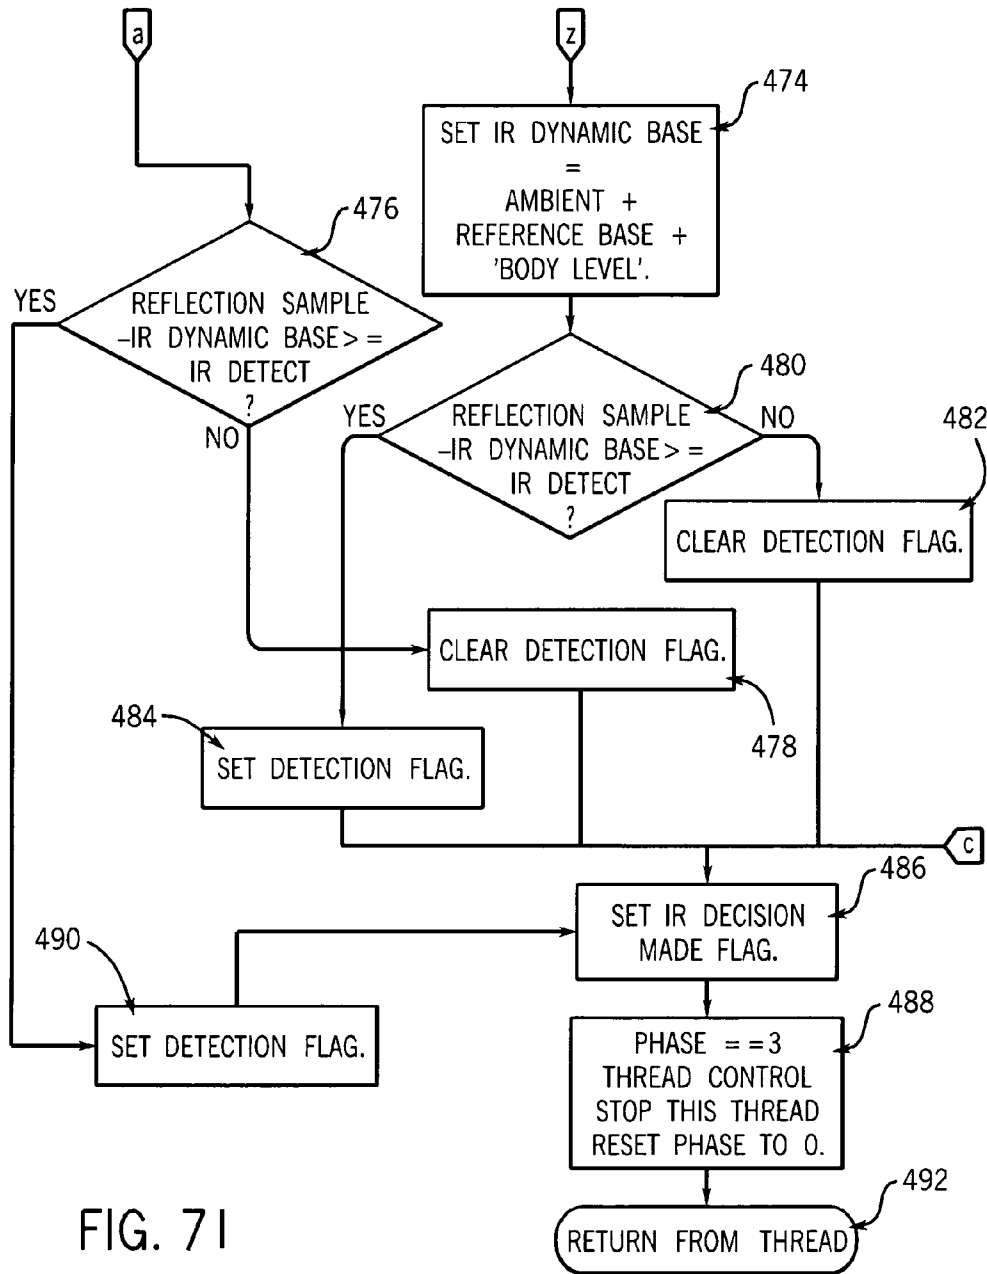 a
z
474
SET IR DYNAMIC BASE
=
AMBIENT +
REFERENCE BASE +
'BODY LEVEL'.
476
YES
REFLECTION SAMPLE
–IR DYNAMIC BASE> =
IR DETECT
?
NO
480
YES
REFLECTION SAMPLE
–IR DYNAMIC BASE> =
IR DETECT
?
NO
482
CLEAR DETECTION FLAG.
CLEAR DETECTION FLAG.
478
484
SET DETECTION FLAG.
c
486
SET IR DECISION
MADE FLAG.
490
SET DETECTION FLAG.
488
PHASE = =3
THREAD CONTROL
STOP THIS THREAD
RESET PHASE TO 0.
492
RETURN FROM THREAD
FIG. 71